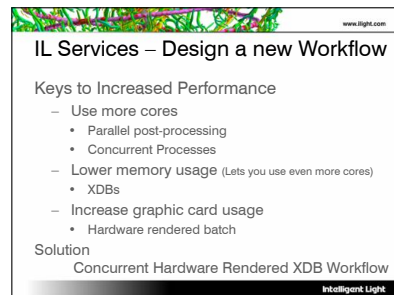 www.ilight.com
IL Services – Design a new Workflow
Keys to Increased Performance
– Use more cores
• Parallel post-processing
• Concurrent Processes
– Lower memory usage (Lets you use even more cores)
• XDBs
– Increase graphic card usage
• Hardware rendered batch
Solution
Concurrent Hardware Rendered XDB Workflow
Intelligent Light